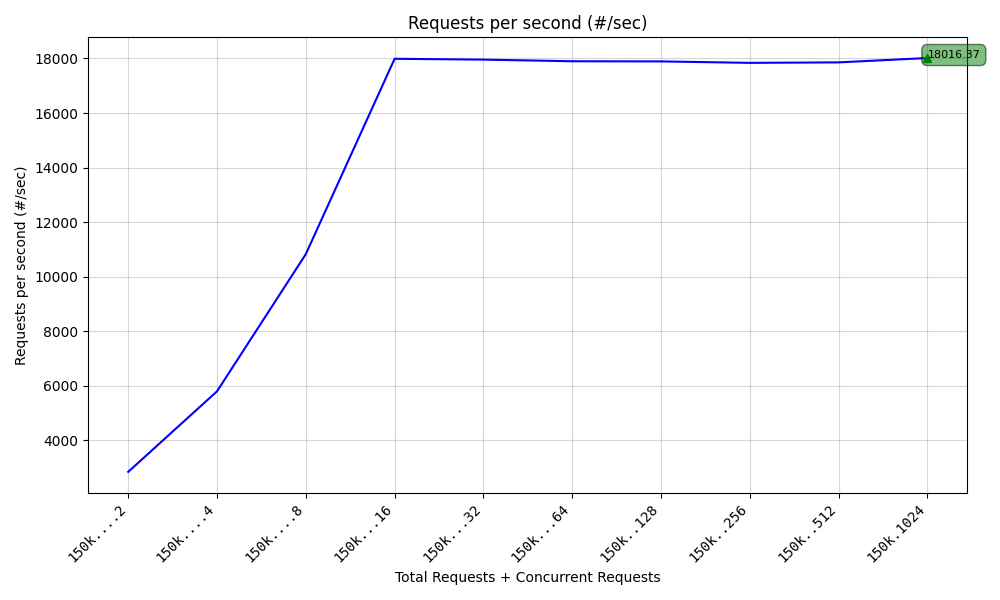 Requests per second (#/sec)
18016.37
18000
16000
14000
12000
10000
8000
6000
4000
Requests per second (#/sec)
150k....2
150k....4
150k....8
150k...16
150k...32
150k...64
150k..128
150k..256
150k..512
150k.1024
Total Requests + Concurrent Requests